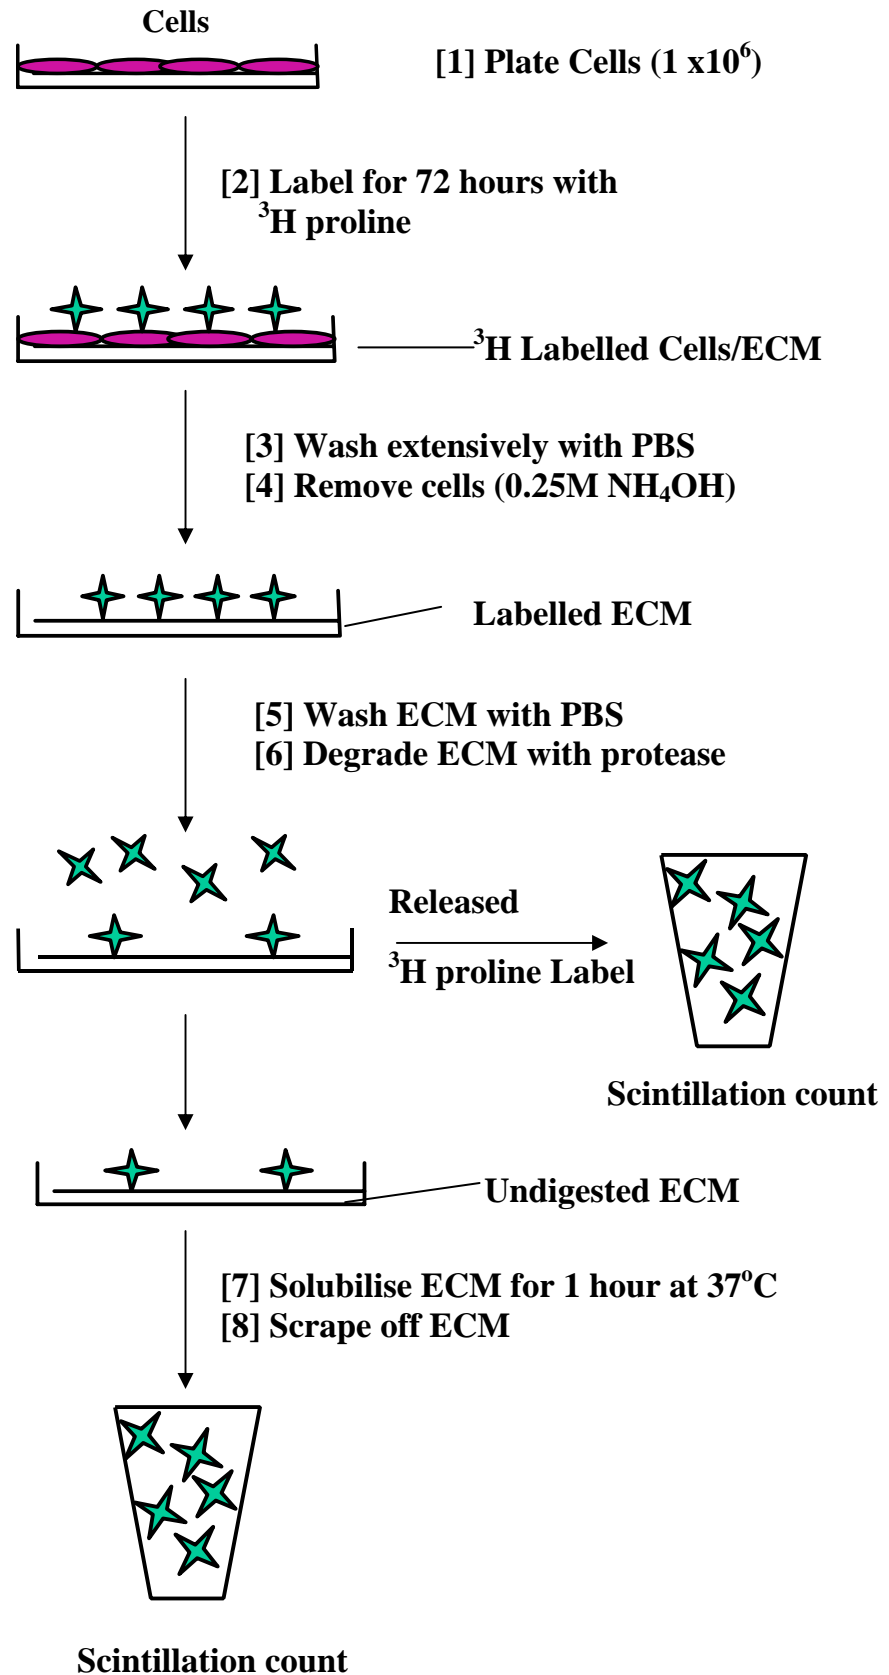 Cells
[1] Plate Cells (1 x10⁶)
[2] Label for 72 hours with
³H proline
³H Labelled Cells/ECM
[3] Wash extensively with PBS
[4] Remove cells (0.25M NH₄OH)
Labelled ECM
[5] Wash ECM with PBS
[6] Degrade ECM with protease
Released
³H proline Label
Scintillation count
Undigested ECM
[7] Solubilise ECM for 1 hour at 37°C
[8] Scrape off ECM
Scintillation count